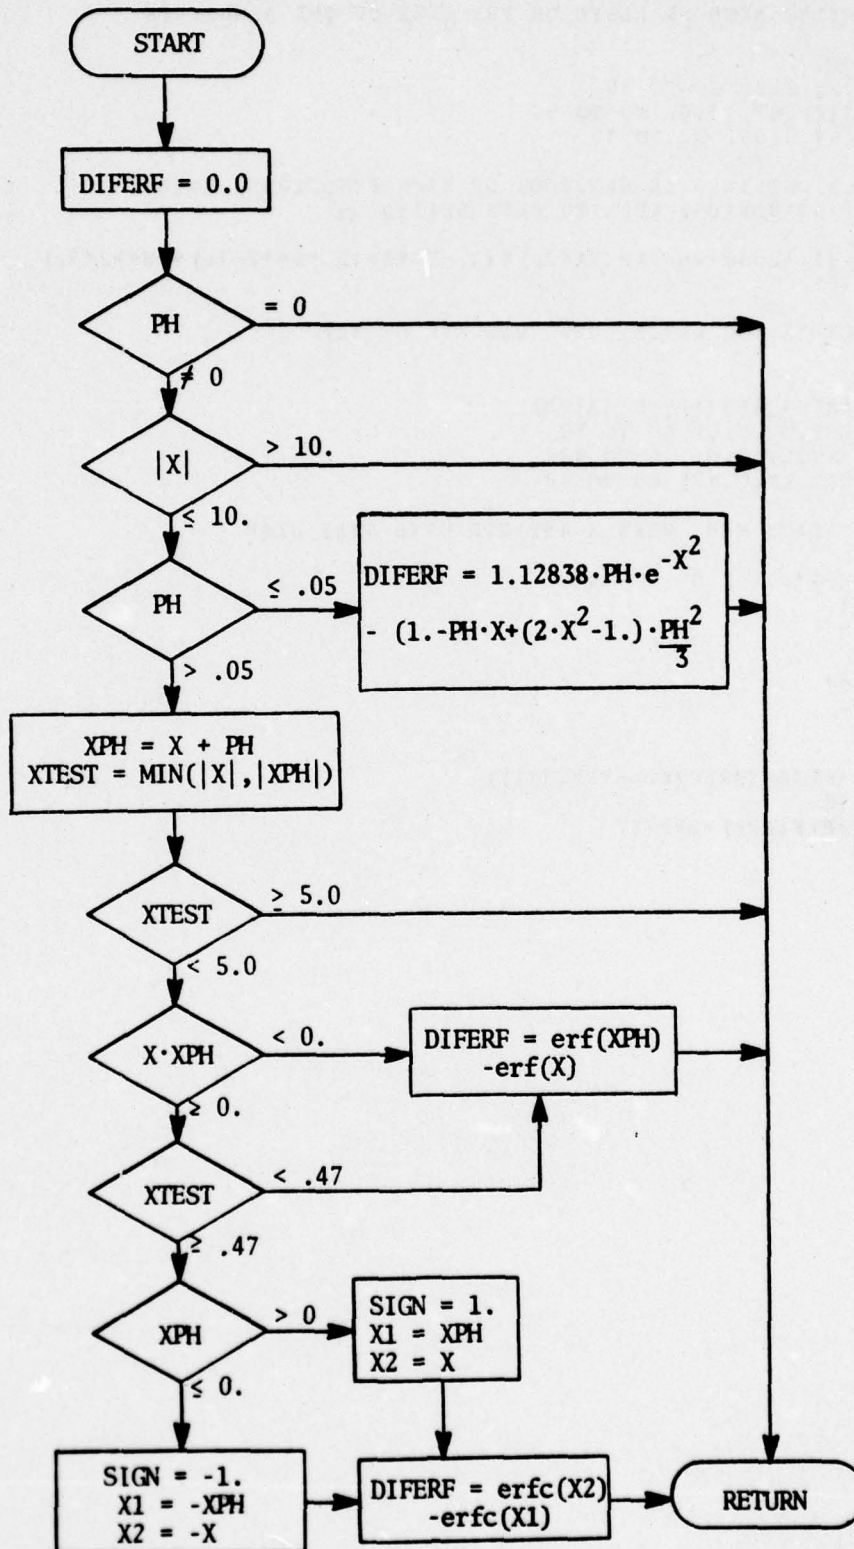 START
DIFERF = 0.0
PH
= 0
≠ 0
|X|
> 10.
≤ 10.
PH
≤ .05
DIFERF = 1.12838·PH·e^-X^2
- (1.-PH·X+(2·X^2-1.)·PH^2
3
> .05
XPH = X + PH
XTEST = MIN(|X|,|XPH|)
XTEST
≥ 5.0
< 5.0
X·XPH
< 0.
DIFERF = erf(XPH)
-erf(X)
≥ 0.
XTEST
< .47
≥ .47
XPH
> 0
SIGN = 1.
X1 = XPH
X2 = X
≤ 0.
SIGN = -1.
X1 = -XPH
X2 = -X
DIFERF = erfc(X2)
-erfc(X1)
RETURN